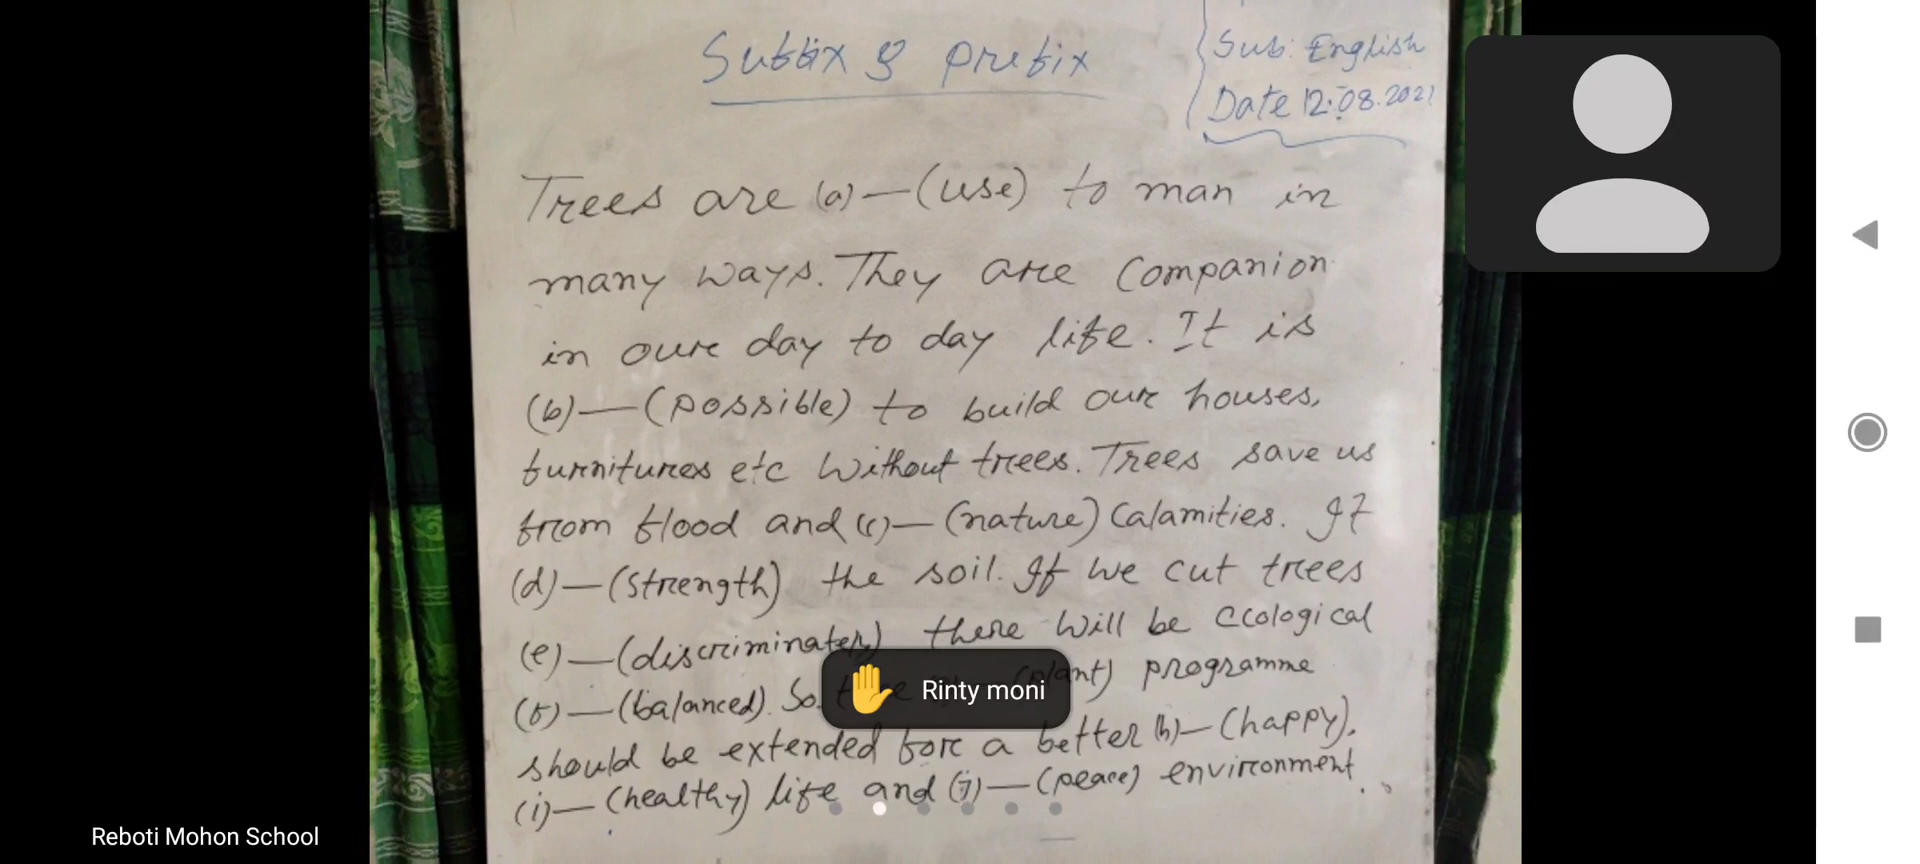 Suffix & prefix
Sub: English
Date 12.08.2021
Trees are (a)—(use) to man in
many ways. They are companion
in our day to day life. It is
(b)—(possible) to build our houses,
furnitures etc without trees. Trees save us
from flood and (c)—(nature) calamities. It
(d)—(strength) the soil. If we cut trees
(e)—(discriminately) there will be ecological
(f)—(balanced). So, (plant) programme
should be extended for a better (h)—(happy),
(i)—(healthy) life and (j)—(peace) environment.
Rinty moni
Reboti Mohon School